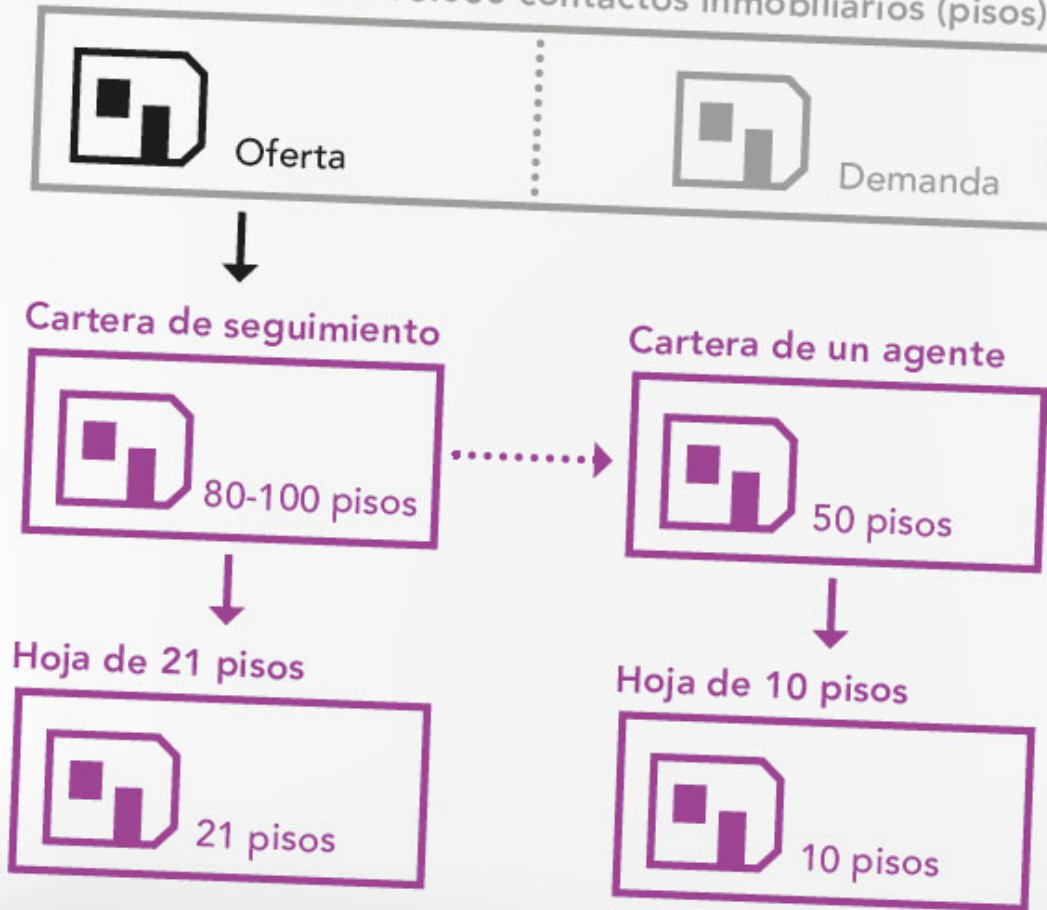 contactos inmobiliarios (pisos)
Oferta
Demanda
Cartera de seguimiento
80-100 pisos
Cartera de un agente
50 pisos
Hoja de 21 pisos
21 pisos
Hoja de 10 pisos
10 pisos